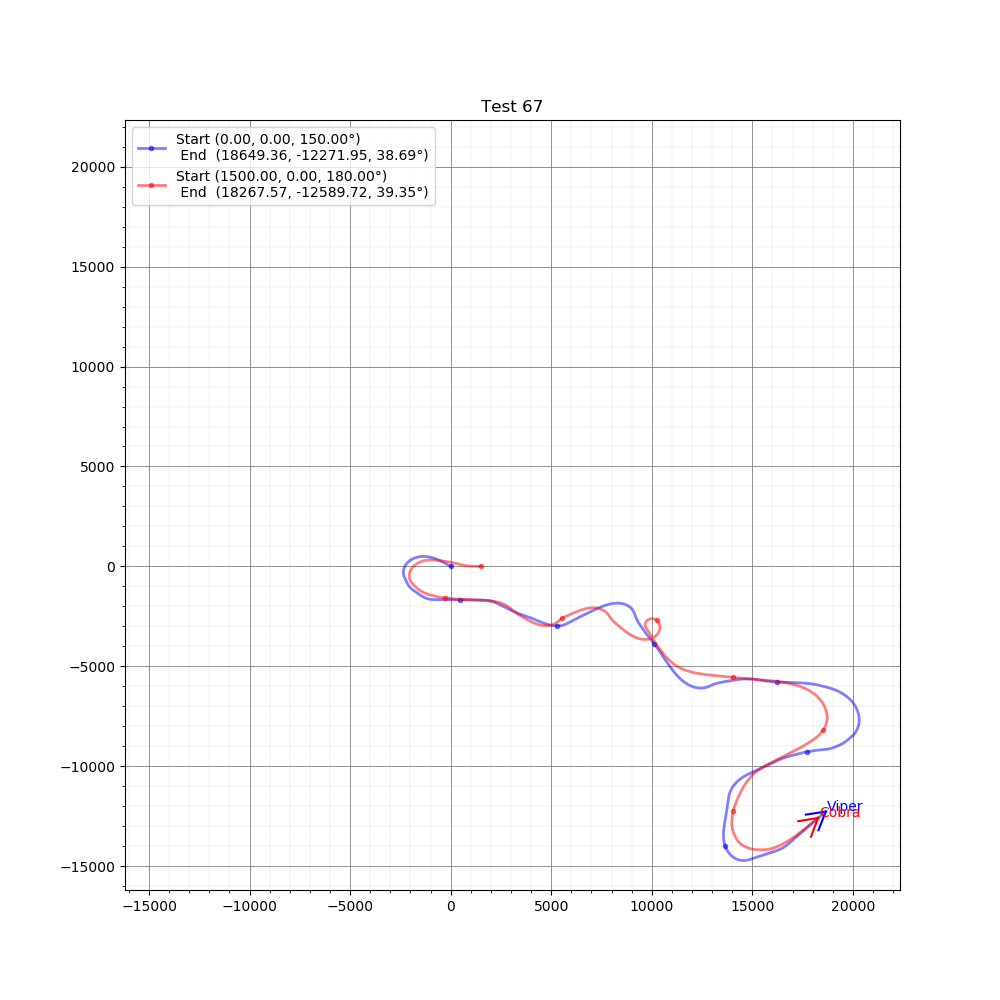 Test 67
Start (0.00, 0.00, 150.00°)
End  (18649.36, -12271.95, 38.69°)
Start (1500.00, 0.00, 180.00°)
End  (18267.57, -12589.72, 39.35°)
20000
15000
10000
5000
0
−5000
−10000
−15000
Viper
Cobra
−15000 −10000 −5000 0 5000 10000 15000 20000